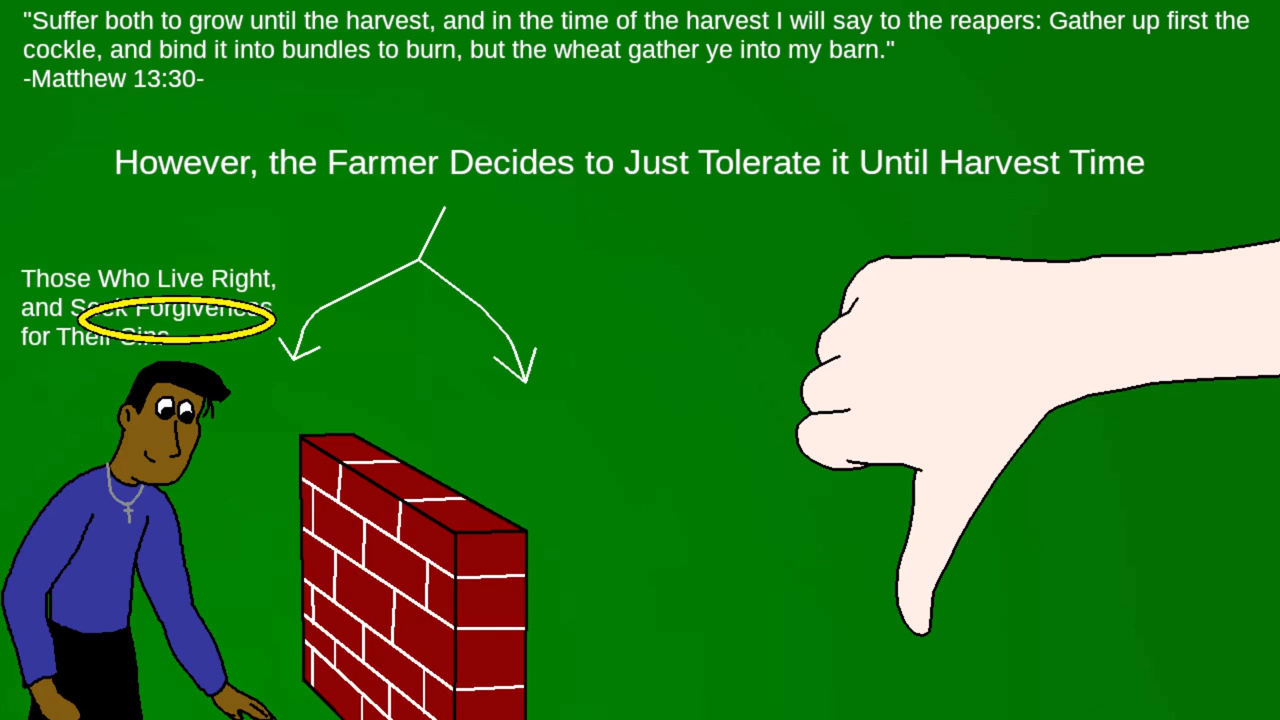 "Suffer both to grow until the harvest, and in the time of the harvest I will say to the reapers: Gather up first the
cockle, and bind it into bundles to burn, but the wheat gather ye into my barn."
-Matthew 13:30-
However, the Farmer Decides to Just Tolerate it Until Harvest Time
Those Who Live Right,
and Seek Forgiveness
for Their Sins